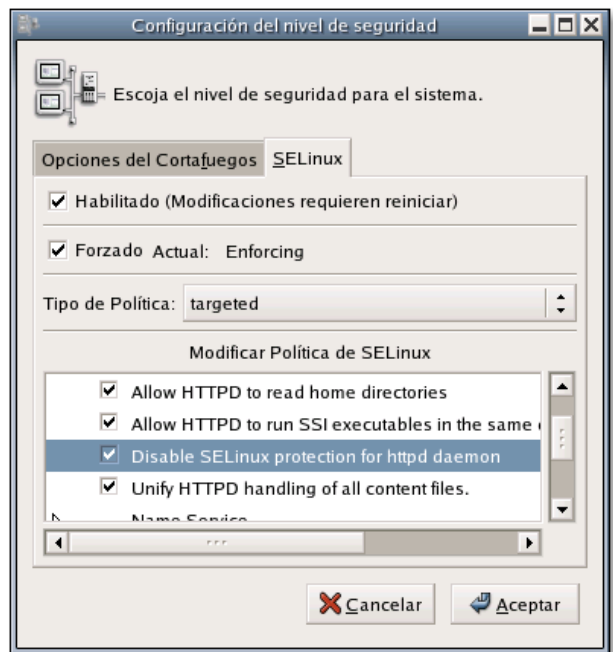 Configuración del nivel de seguridad
Escoja el nivel de seguridad para el sistema.
Opciones del Cortafuegos
SELinux
Habilitado (Modificaciones requieren reiniciar)
Forzado Actual: Enforcing
Tipo de Política: targeted
Modificar Política de SELinux
Allow HTTPD to read home directories
Allow HTTPD to run SSI executables in the same
Disable SELinux protection for httpd daemon
Unify HTTPD handling of all content files.
Name Service
Cancelar
Aceptar